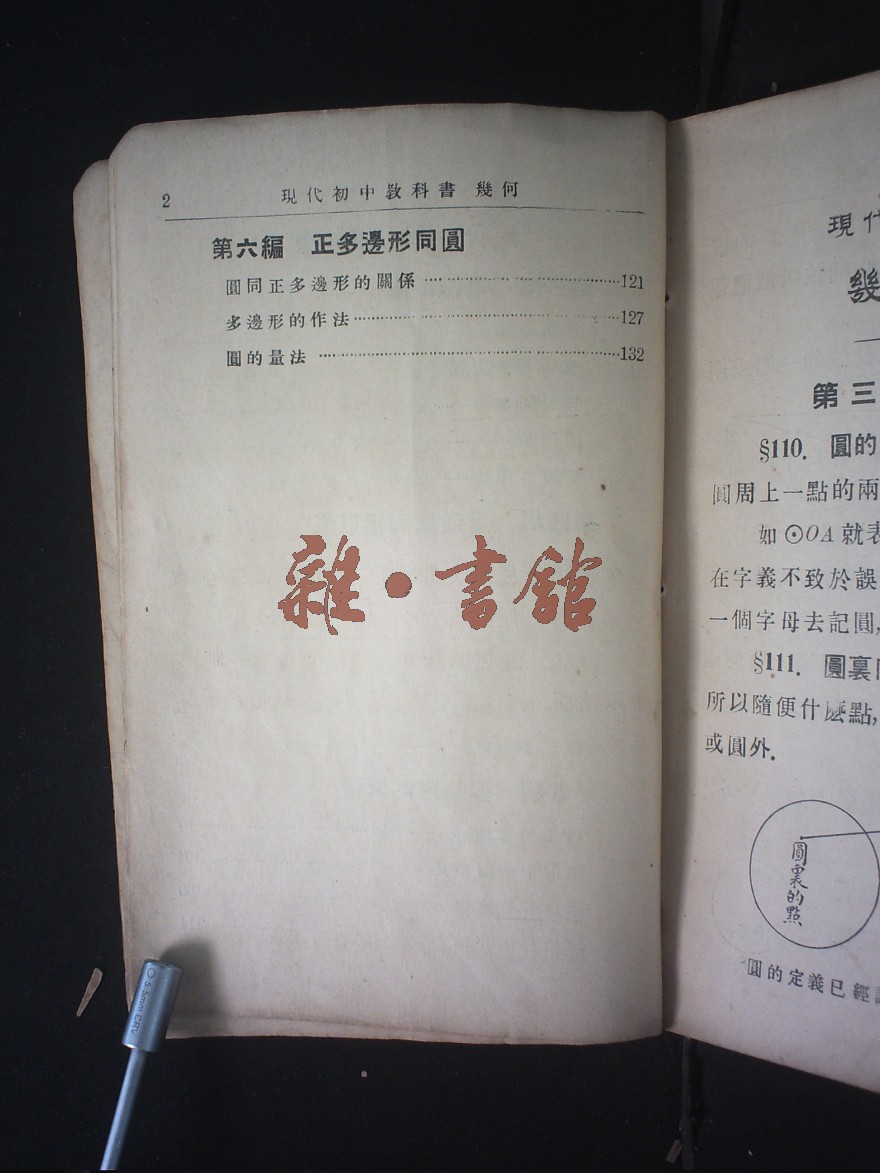 2 現代初中教科書 幾何
第六編 正多邊形同圓
圓同正多邊形的關係 121
多邊形的作法 127
圓的量法 132
雜·書館
5.5mm CRV
現代
幾
第三
§110. 圓的
圓周上一點的兩
如⊙OA就表
在字義不致於誤
一個字母去記圓,
§111. 圓裏
所以隨便什麽點,
或圓外.
圓裏的點
圓的定義已經